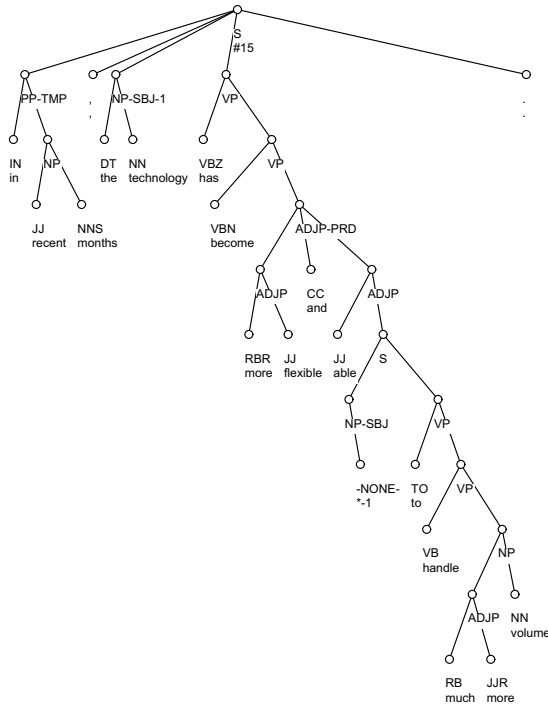 S
#15
PP-TMP , NP-SBJ-1 VP .
, .
IN NP DT NN VBZ VP
in the technology has
JJ NNS VBN ADJP-PRD
recent months become
ADJP CC ADJP
and
RBR JJ JJ S
more flexible able
NP-SBJ VP
-NONE- TO VP
*-1 to
VB NP
handle
ADJP NN
volume
RB JJR
much more